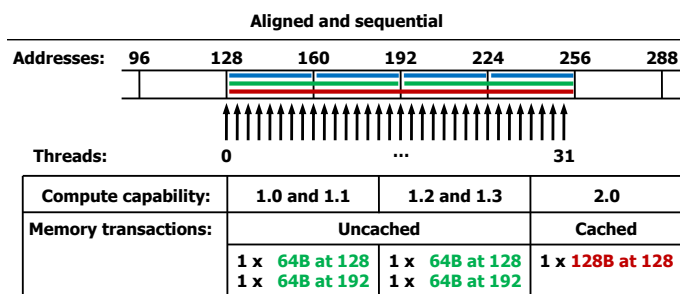 Aligned and sequential
Addresses: 96 128 160 192 224 256 288
Threads: 0 ... 31
Compute capability: 1.0 and 1.1 1.2 and 1.3 2.0
Memory transactions: Uncached Cached
1 x 64B at 128 1 x 64B at 128 1 x 128B at 128
1 x 64B at 192 1 x 64B at 192